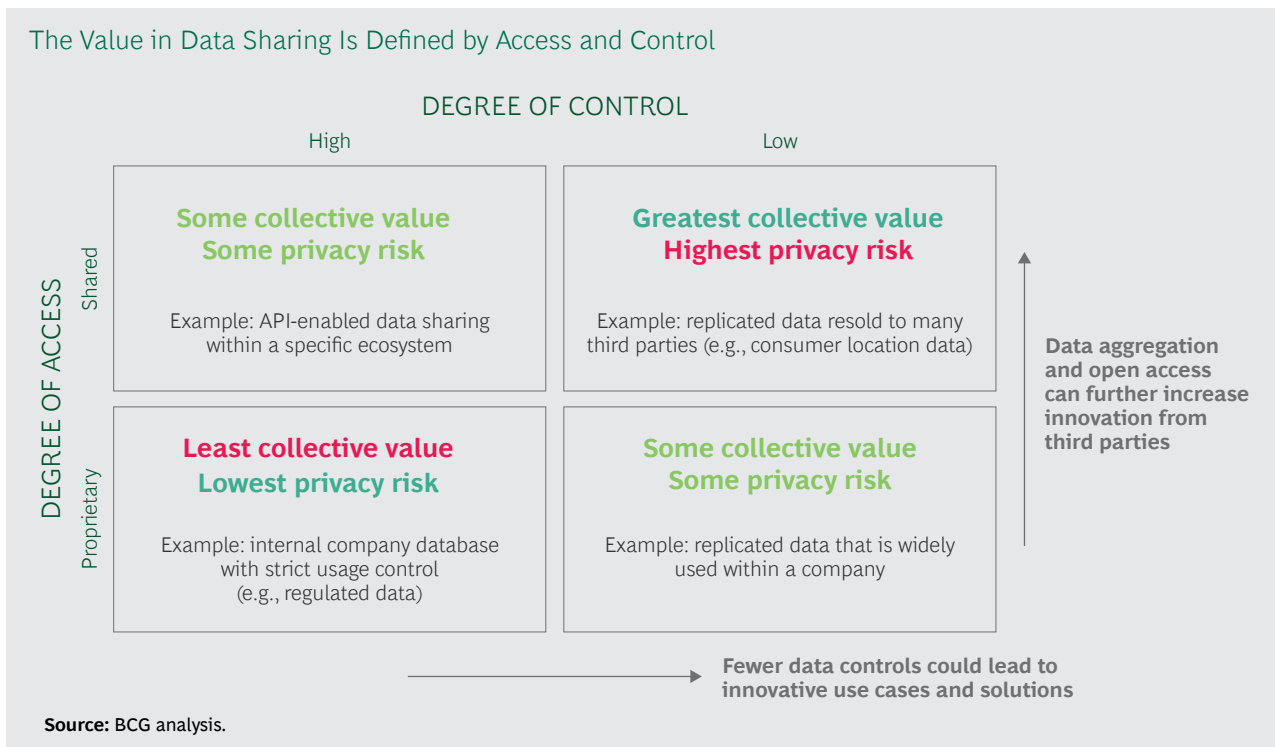 The Value in Data Sharing Is Defined by Access and Control
DEGREE OF CONTROL
High
Low
DEGREE OF ACCESS
Shared
Some collective value
Some privacy risk
Example: API-enabled data sharing
within a specific ecosystem
Greatest collective value
Highest privacy risk
Example: replicated data resold to many
third parties (e.g., consumer location data)
Proprietary
Least collective value
Lowest privacy risk
Example: internal company database
with strict usage control
(e.g., regulated data)
Some collective value
Some privacy risk
Example: replicated data that is widely
used within a company
Data aggregation
and open access
can further increase
innovation from
third parties
Fewer data controls could lead to
innovative use cases and solutions
Source: BCG analysis.